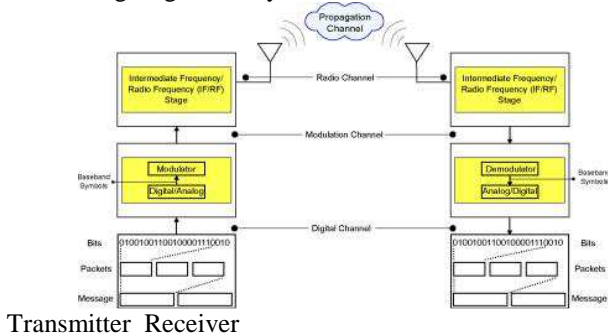 Propagation
Channel
Intermediate Frequency/
Radio Frequency (IF/RF)
Stage
Radio Channel
Intermediate Frequency/
Radio Frequency (IF/RF)
Stage
Modulation Channel
Modulator
Digital/Analog
Baseband
Symbols
Demodulator
Analog/Digital
Baseband
Symbols
Digital Channel
Bits 01001001100100001110010
Packets
Message
01001001100100001110010 Bits
Packets
Message
Transmitter Receiver